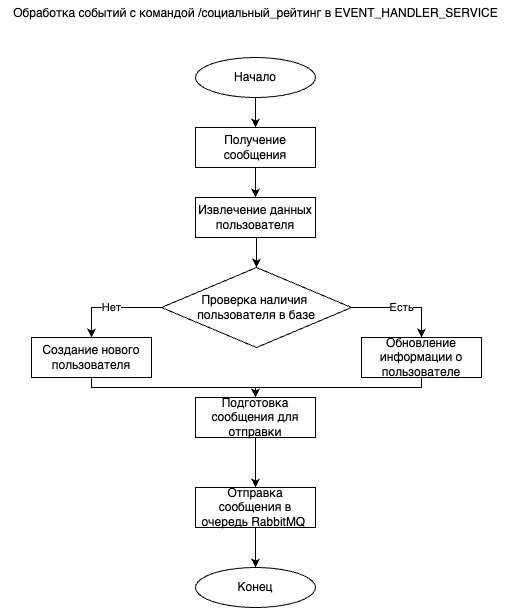 Обработка событий с командой /социальный_рейтинг в EVENT_HANDLER_SERVICE
Начало
Получение
сообщения
Извлечение данных
пользователя
Проверка наличия
пользователя в базе
Нет
Есть
Создание нового
пользователя
Обновление
информации о
пользователе
Подготовка
сообщения для
отправки
Отправка
сообщения в
очередь RabbitMQ
Конец